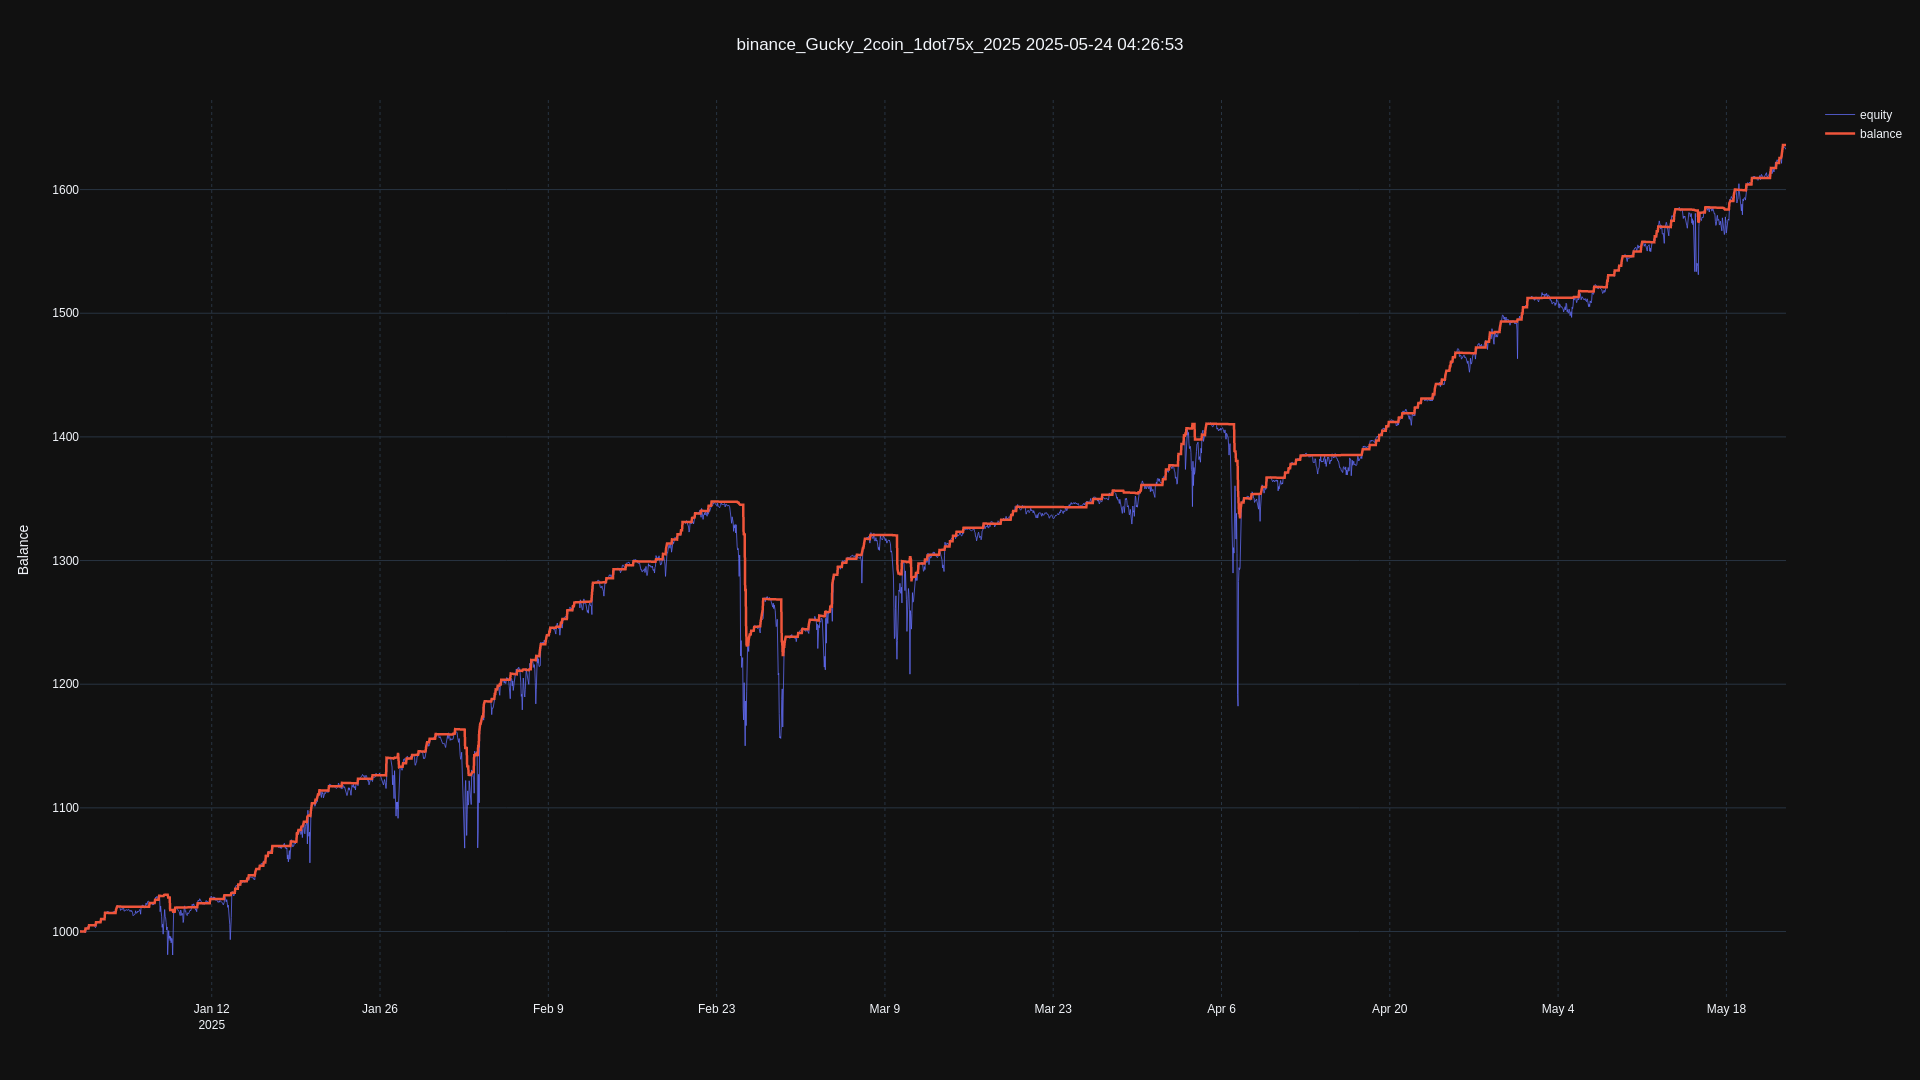 binance_Gucky_2coin_1dot75x_2025 2025-05-24 04:26:53
equity
balance
Balance
1600
1500
1400
1300
1200
1100
1000
Jan 12
2025
Jan 26
Feb 9
Feb 23
Mar 9
Mar 23
Apr 6
Apr 20
May 4
May 18